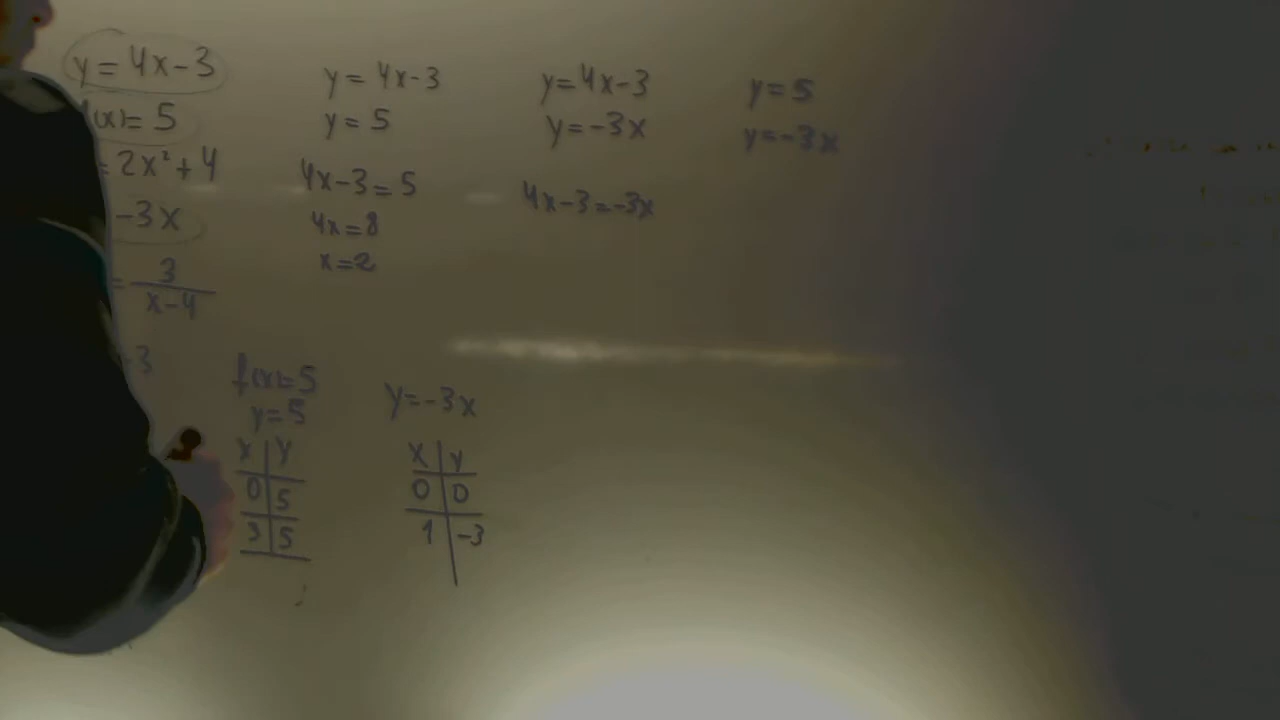 y = 4x-3
(x)= 5
= 2x² + 4
-3x
= 3/(x-4)
3
y = 4x-3
y = 5
4x-3=5
4x=8
x=2
y=4x-3
y=-3x
4x-3=-3x
y=5
y=-3x
f(x)=5
y=5
x | y
0 | 5
3 | 5
y=-3x
x | y
0 | 0
1 | -3